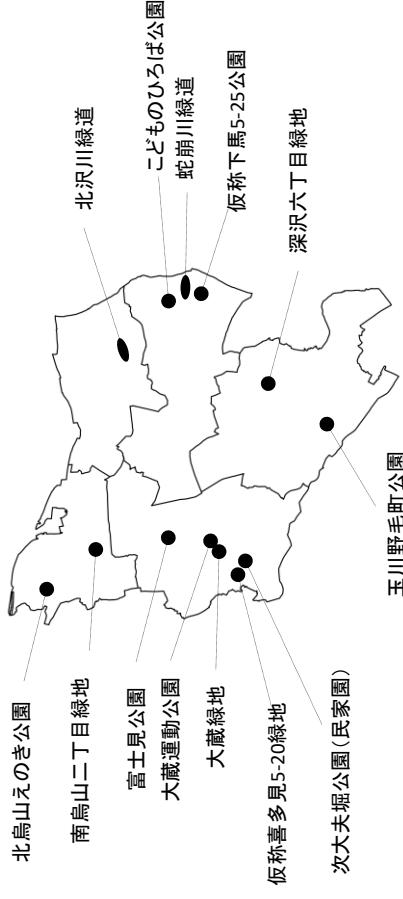 北沢川緑道
こどものひろば公園
蛇崩川緑道
仮称下馬5-25公園
深沢六丁目緑地
玉川野毛町公園
北烏山えのき公園
南烏山二丁目緑地
富士見公園
大蔵運動公園
大蔵緑地
仮称喜多見5-20緑地
次大夫堀公園（民家園）